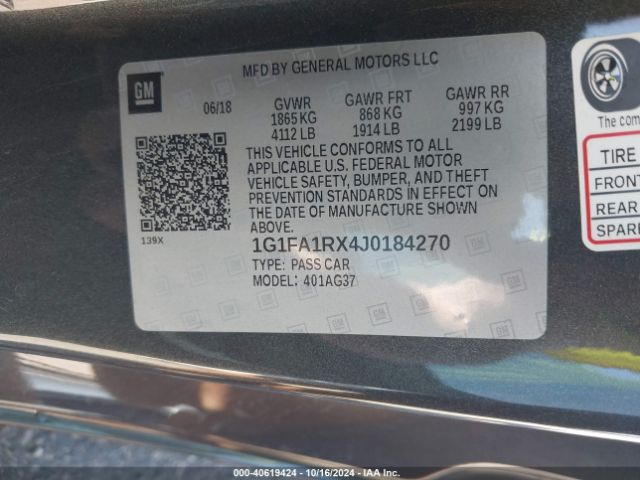 MFD BY GENERAL MOTORS LLC
GM
06/18
GVWR GAWR FRT GAWR RR
1865 KG 868 KG 997 KG
4112 LB 1914 LB 2199 LB
THIS VEHICLE CONFORMS TO ALL
APPLICABLE U.S. FEDERAL MOTOR
VEHICLE SAFETY, BUMPER, AND THEFT
PREVENTION STANDARDS IN EFFECT ON
THE DATE OF MANUFACTURE SHOWN
ABOVE.
139X
1G1FA1RX4J0184270
TYPE: PASS CAR
MODEL: 401AG37
The com
TIRE
FRONT
REAR
SPARE
000-40619424 - 10/16/2024 - IAA Inc.